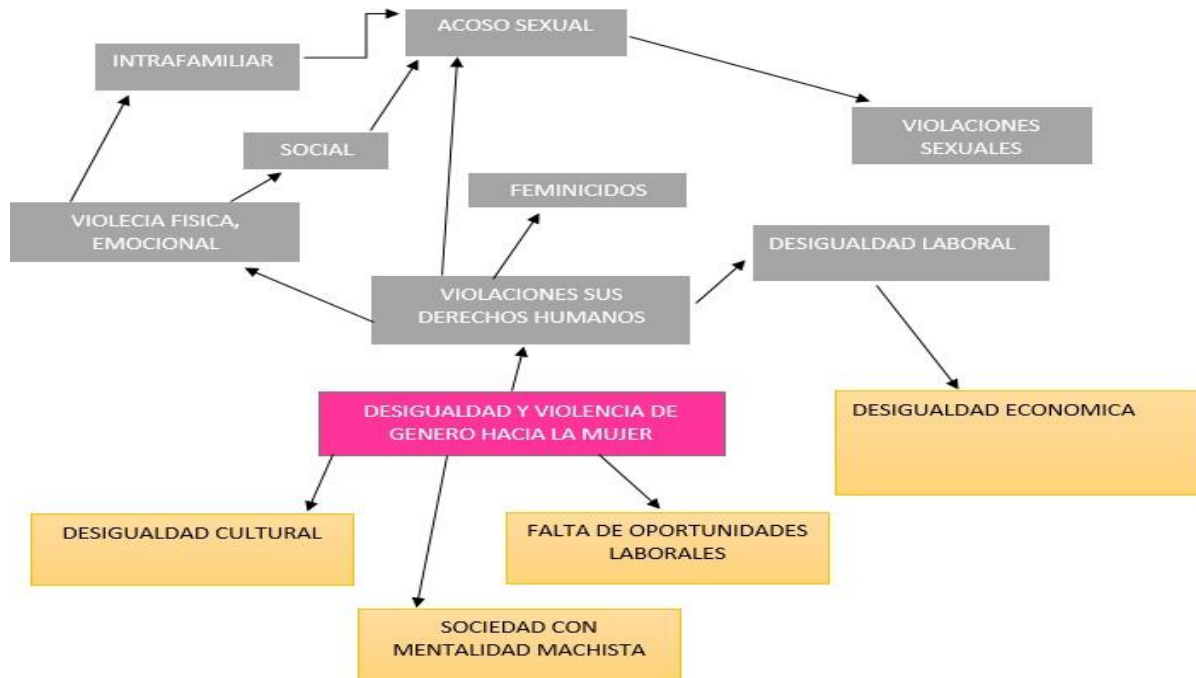 ACOSO SEXUAL
INTRAFAMILIAR
VIOLACIONES
SEXUALES
SOCIAL
FEMINICIDOS
VIOLECIA FISICA,
EMOCIONAL
DESIGUALDAD LABORAL
VIOLACIONES SUS
DERECHOS HUMANOS
DESIGUALDAD Y VIOLENCIA DE
GENERO HACIA LA MUJER
DESIGUALDAD ECONOMICA
DESIGUALDAD CULTURAL
FALTA DE OPORTUNIDADES
LABORALES
SOCIEDAD CON
MENTALIDAD MACHISTA